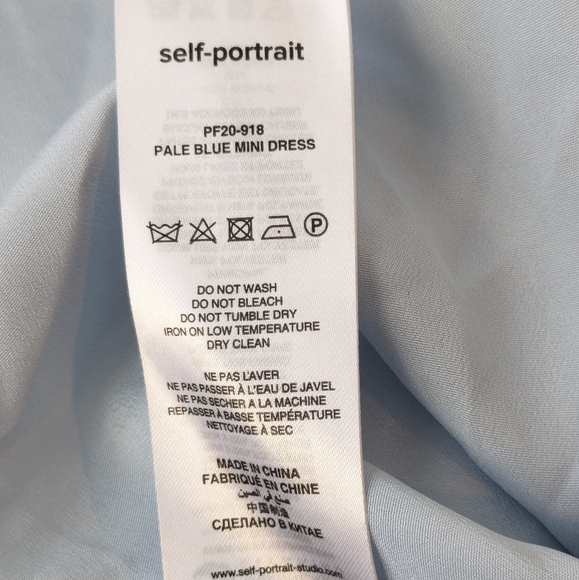 self-portrait
PF20-918
PALE BLUE MINI DRESS
P
DO NOT WASH
DO NOT BLEACH
DO NOT TUMBLE DRY
IRON ON LOW TEMPERATURE
DRY CLEAN
NE PAS LAVER
NE PAS PASSER À L'EAU DE JAVEL
NE PAS SECHER A LA MACHINE
REPASSER À BASSE TEMPÉRATURE
NETTOYAGE À SEC
MADE IN CHINA
FABRIQUÉ EN CHINE
صنع في الصين
中国制造
СДЕЛАНО В КИТАЕ
www.self-portrait-studio.com